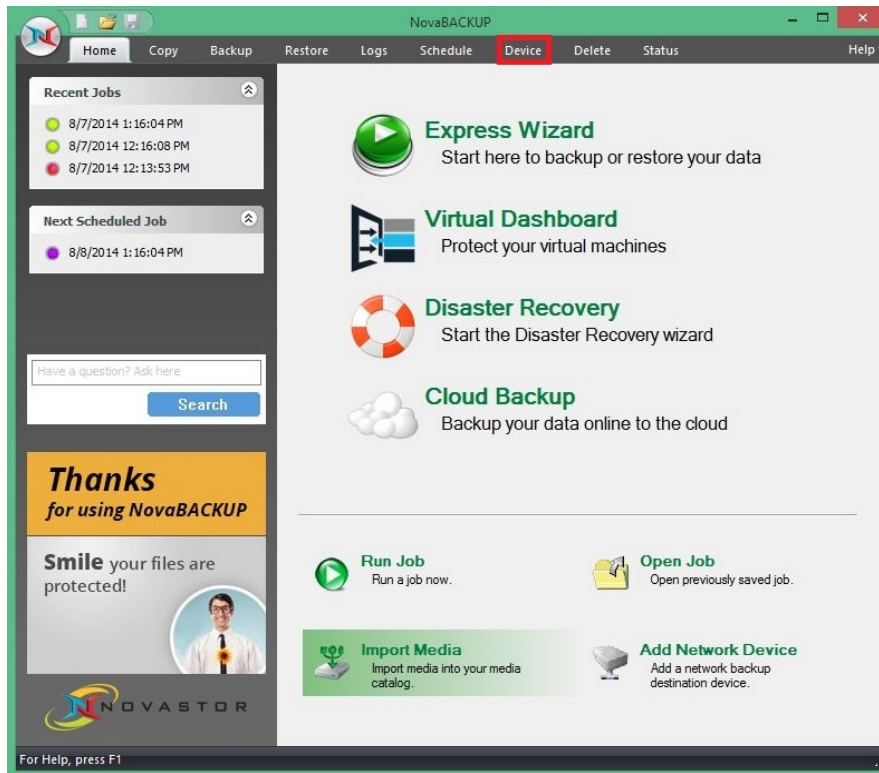 NovaBACKUP
Home Copy Backup Restore Logs Schedule Device Delete Status Help
Recent Jobs
8/7/2014 1:16:04 PM
8/7/2014 12:16:08 PM
8/7/2014 12:13:53 PM
Next Scheduled Job
8/8/2014 1:16:04 PM
Have a question? Ask here
Search
Thanks
for using NovaBACKUP
Smile your files are
protected!
NOVASTOR
Express Wizard
Start here to backup or restore your data
Virtual Dashboard
Protect your virtual machines
Disaster Recovery
Start the Disaster Recovery wizard
Cloud Backup
Backup your data online to the cloud
Run Job
Run a job now.
Open Job
Open previously saved job.
Import Media
Import media into your media
catalog.
Add Network Device
Add a network backup
destination device.
For Help, press F1